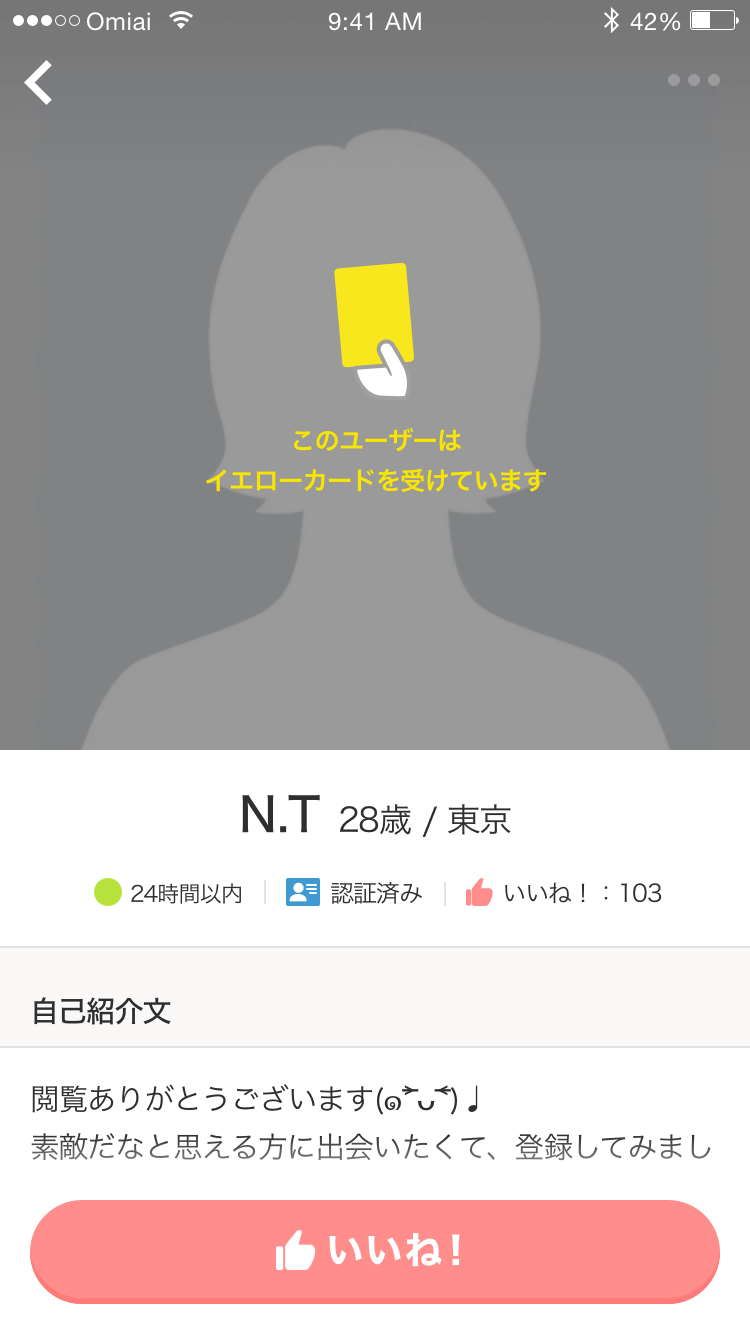 Omiai 9:41 AM 42%
このユーザーは
イエローカードを受けています
N.T 28歳 / 東京
24時間以内 認証済み いいね！：103
自己紹介文
閲覧ありがとうございます(๑˃̵ᴗ˂̵)♩
素敵だなと思える方に出会いたくて、登録してみまし
いいね!